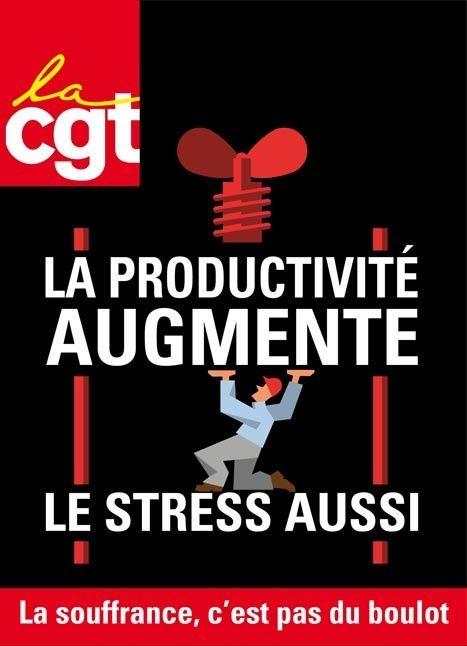 la
cgt
LA PRODUCTIVITÉ
AUGMENTE
LE STRESS AUSSI
La souffrance, c'est pas du boulot